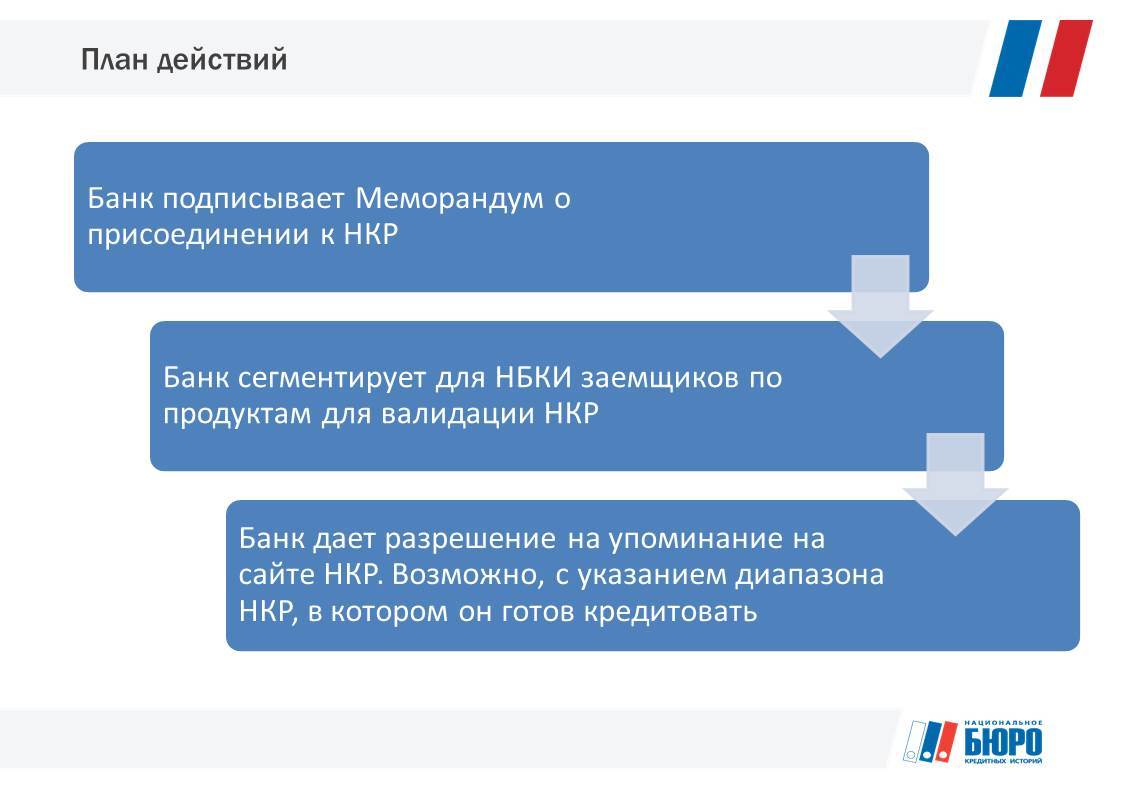 План действий
Банк подписывает Меморандум о
присоединении к НКР
Банк сегментирует для НБКИ заемщиков по
продуктам для валидации НКР
Банк дает разрешение на упоминание на
сайте НКР. Возможно, с указанием диапазона
НКР, в котором он готов кредитовать
НАЦИОНАЛЬНОЕ
БЮРО
КРЕДИТНЫХ ИСТОРИЙ